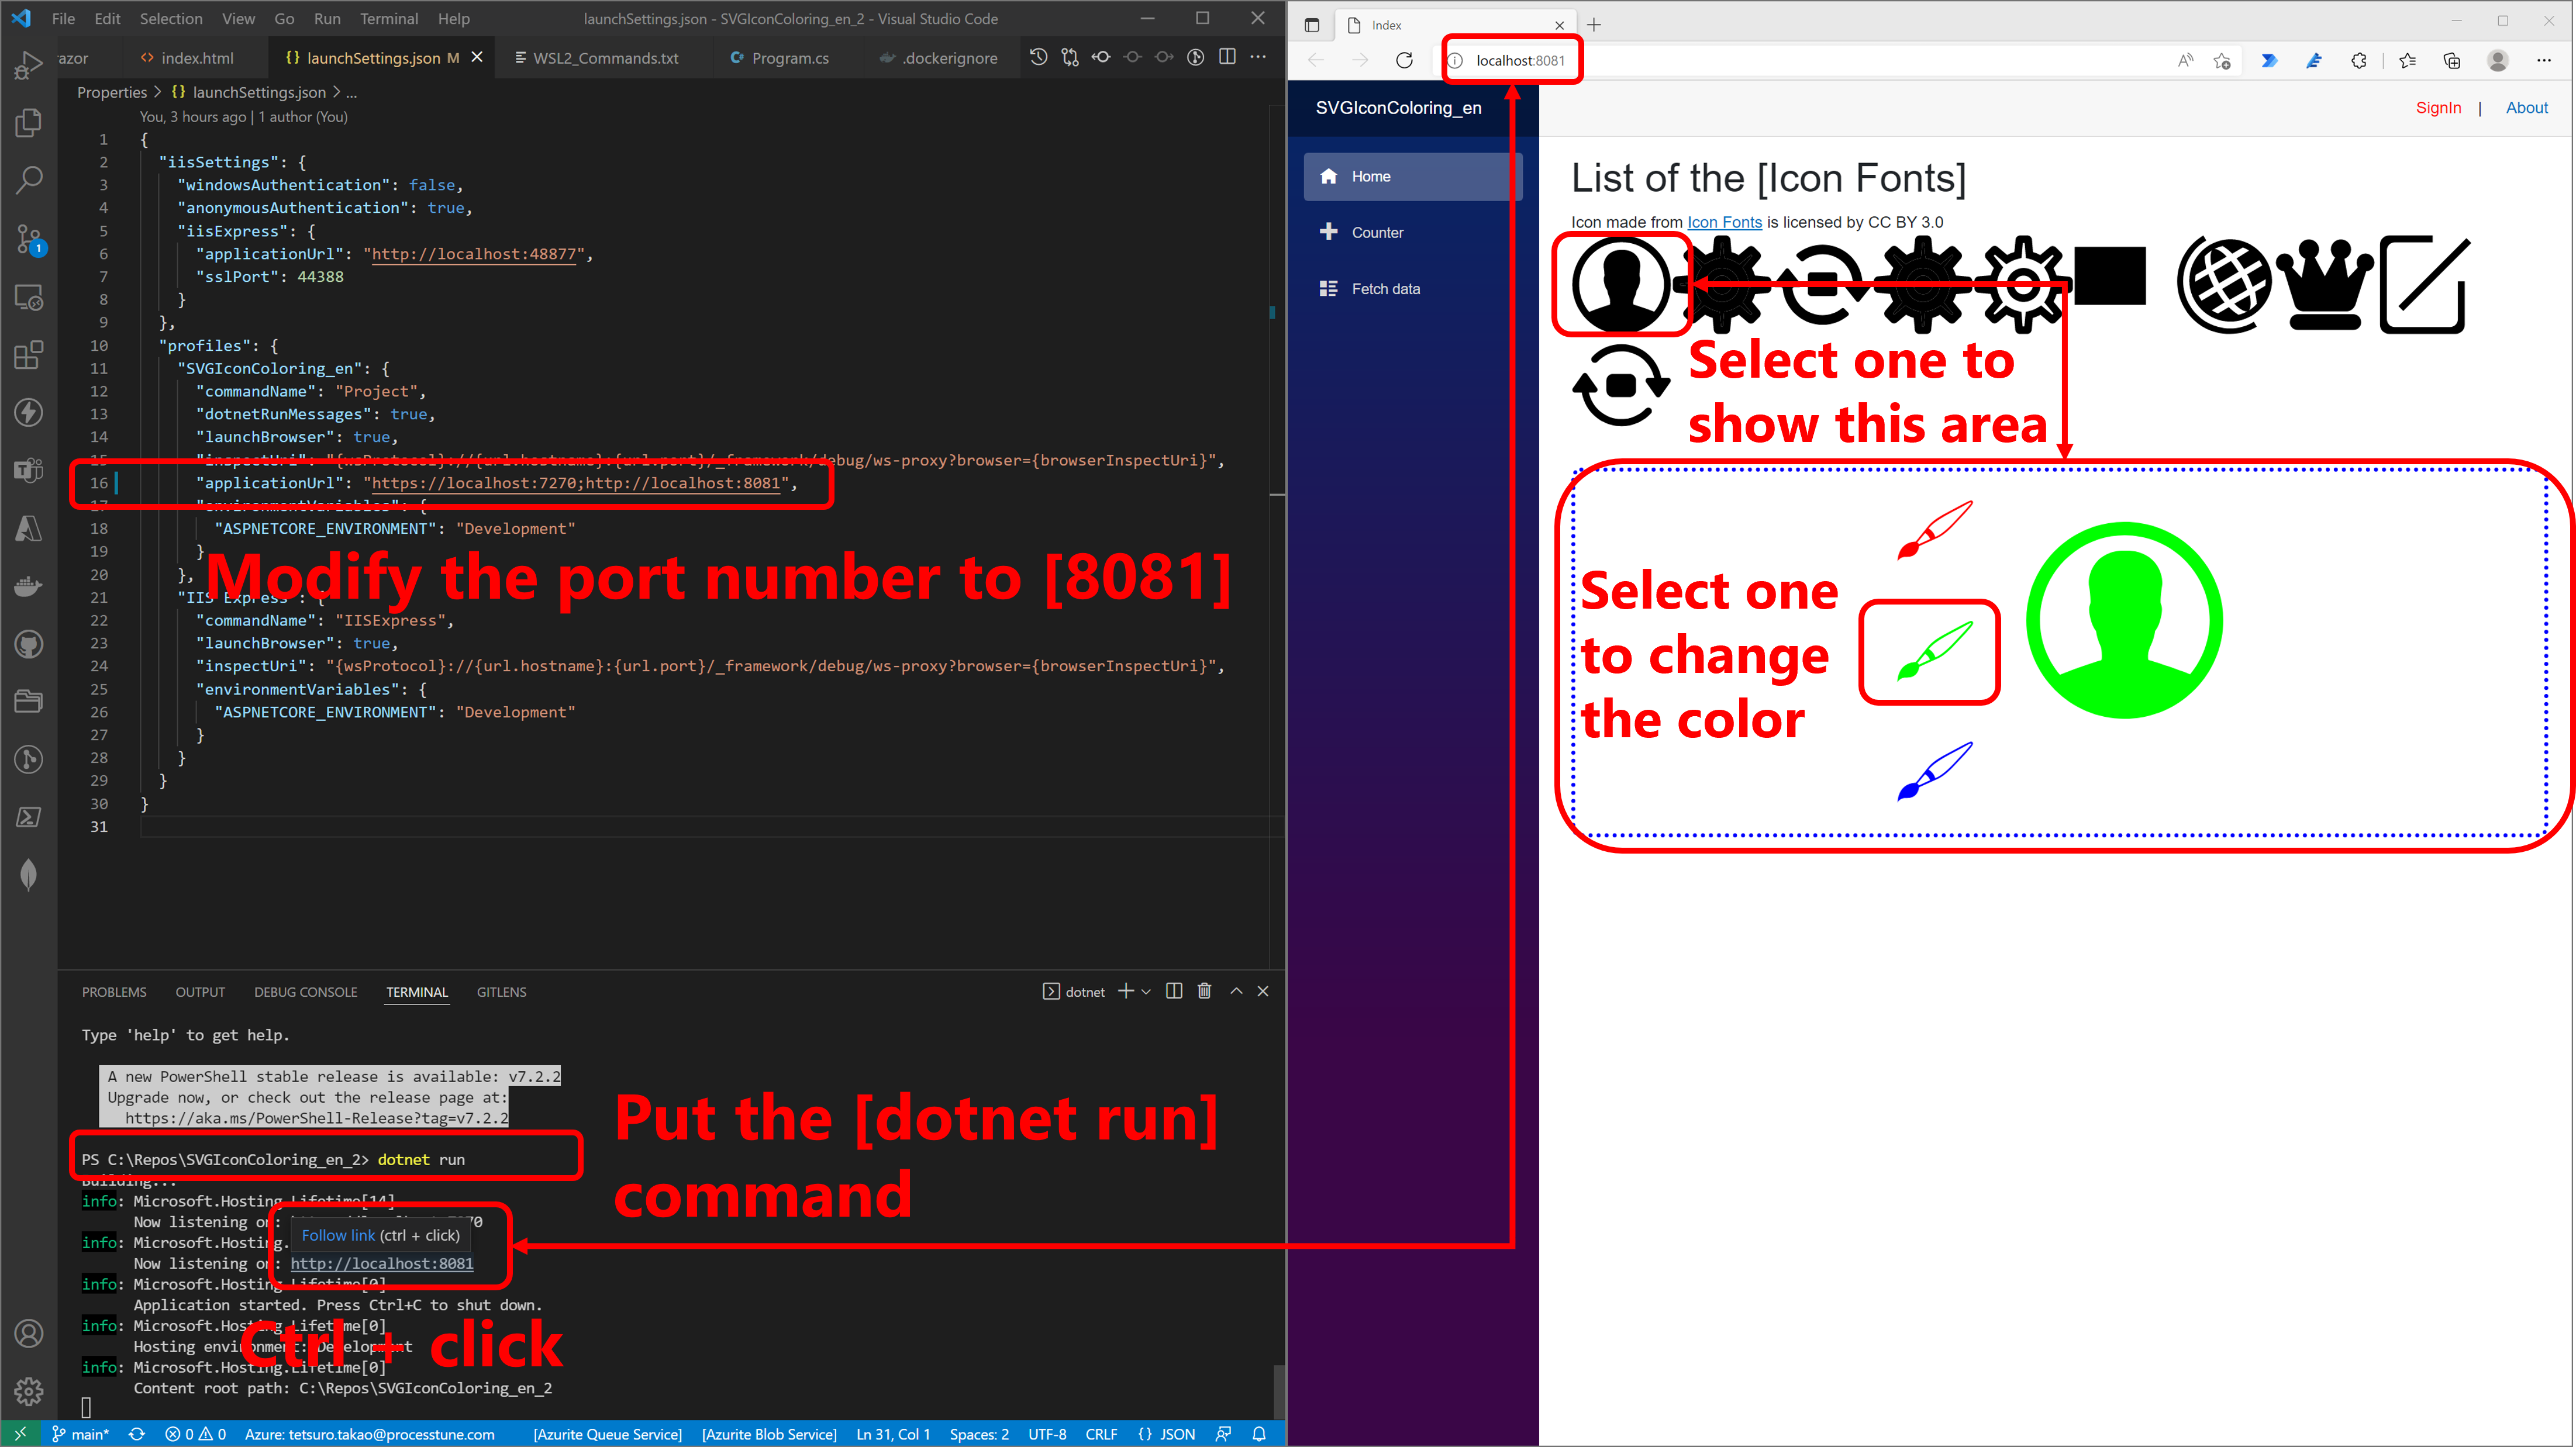 File Edit Selection View Go Run Terminal Help
launchSettings.json - SVGIconColoring_en_2 - Visual Studio Code
azor
index.html
{} launchSettings.json M
WSL2_Commands.txt
Program.cs
.dockerignore
Properties > {} launchSettings.json > ...
You, 3 hours ago | 1 author (You)
1 {
2 "iisSettings": {
3 "windowsAuthentication": false,
4 "anonymousAuthentication": true,
5 "iisExpress": {
6 "applicationUrl": "http://localhost:48877",
7 "sslPort": 44388
8 }
9 },
10 "profiles": {
11 "SVGIconColoring_en": {
12 "commandName": "Project",
13 "dotnetRunMessages": true,
14 "launchBrowser": true,
15 "inspectUri": "{wsProtocol}://{url.hostname}:{url.port}/_framework/debug/ws-proxy?browser={browserInspectUri}",
16 "applicationUrl": "https://localhost:7270;http://localhost:8081",
17 "environmentVariables": {
18 "ASPNETCORE_ENVIRONMENT": "Development"
19 }
Modify the port number to [8081]
20 },
21 "IIS Express": {
22 "commandName": "IISExpress",
23 "launchBrowser": true,
24 "inspectUri": "{wsProtocol}://{url.hostname}:{url.port}/_framework/debug/ws-proxy?browser={browserInspectUri}",
25 "environmentVariables": {
26 "ASPNETCORE_ENVIRONMENT": "Development"
27 }
28 }
29 }
30 }
31
PROBLEMS OUTPUT DEBUG CONSOLE TERMINAL GITLENS
dotnet
Type 'help' to get help.
A new PowerShell stable release is available: v7.2.2
Upgrade now, or check out the release page at:
https://aka.ms/PowerShell-Release?tag=v7.2.2
Put the [dotnet run]
command
PS C:\Repos\SVGIconColoring_en_2> dotnet run
Building...
info: Microsoft.Hosting.Lifetime[14]
Now listening on:
Follow link (ctrl + click)
info: Microsoft.Hosting.
Now listening on: http://localhost:8081
info: Microsoft.Hosting.Lifetime[0]
Application started. Press Ctrl+C to shut down.
info: Microsoft.Hosting.Lifetime[0]
Hosting environment: Development
Ctrl + click
info: Microsoft.Hosting.Lifetime[0]
Content root path: C:\Repos\SVGIconColoring_en_2
1
main* 0 0 Azure: tetsuro.takao@processtune.com [Azurite Queue Service] [Azurite Blob Service] Ln 31, Col 1 Spaces: 2 UTF-8 CRLF {} JSON
Index
localhost:8081
SVGIconColoring_en
SignIn | About
Home
Counter
Fetch data
List of the [Icon Fonts]
Icon made from Icon Fonts is licensed by CC BY 3.0
Select one to
show this area
Select one
to change
the color